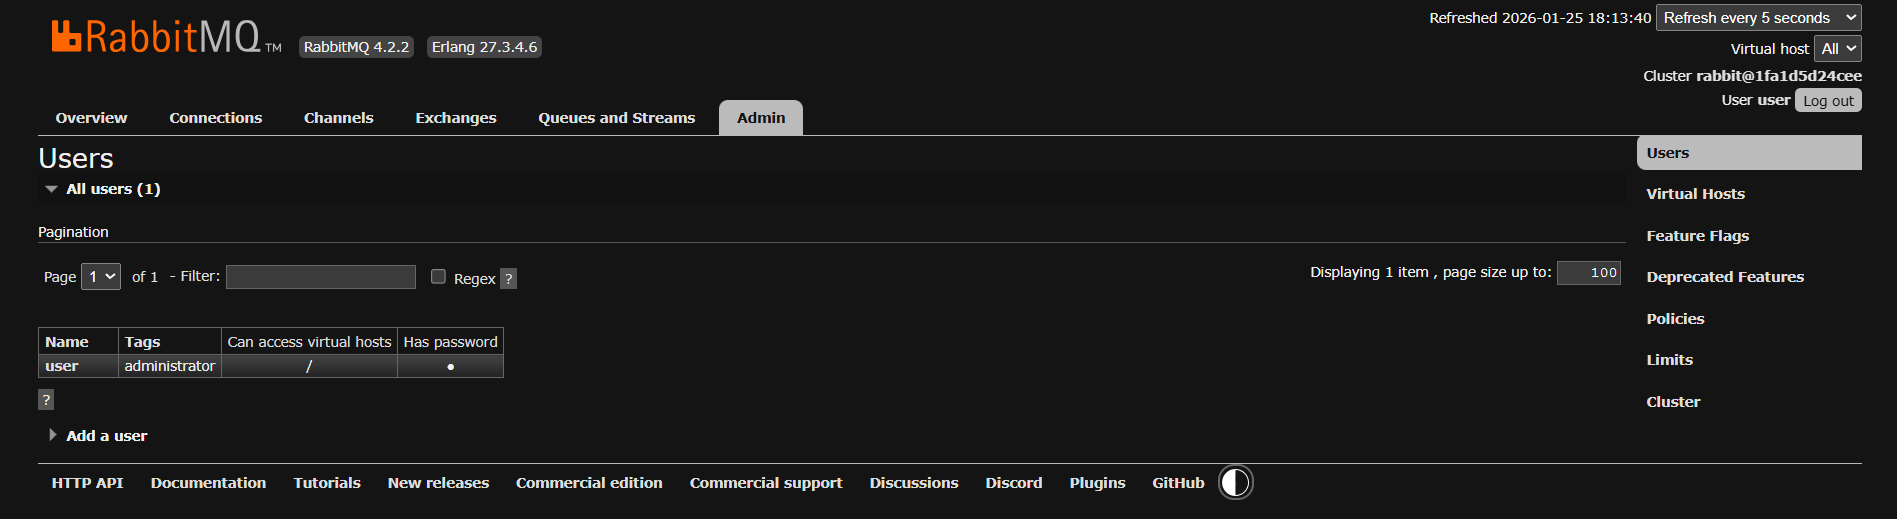 RabbitMQ TM RabbitMQ 4.2.2 Erlang 27.3.4.6
Refreshed 2026-01-25 18:13:40 Refresh every 5 seconds
Virtual host All
Cluster rabbit@1fa1d5d24cee
User user Log out
Overview Connections Channels Exchanges Queues and Streams Admin
Users
All users (1)
Pagination
Page 1 of 1 - Filter: Regex ? Displaying 1 item , page size up to: 100
Name Tags Can access virtual hosts Has password
user administrator / ●
?
Add a user
Users
Virtual Hosts
Feature Flags
Deprecated Features
Policies
Limits
Cluster
HTTP API Documentation Tutorials New releases Commercial edition Commercial support Discussions Discord Plugins GitHub